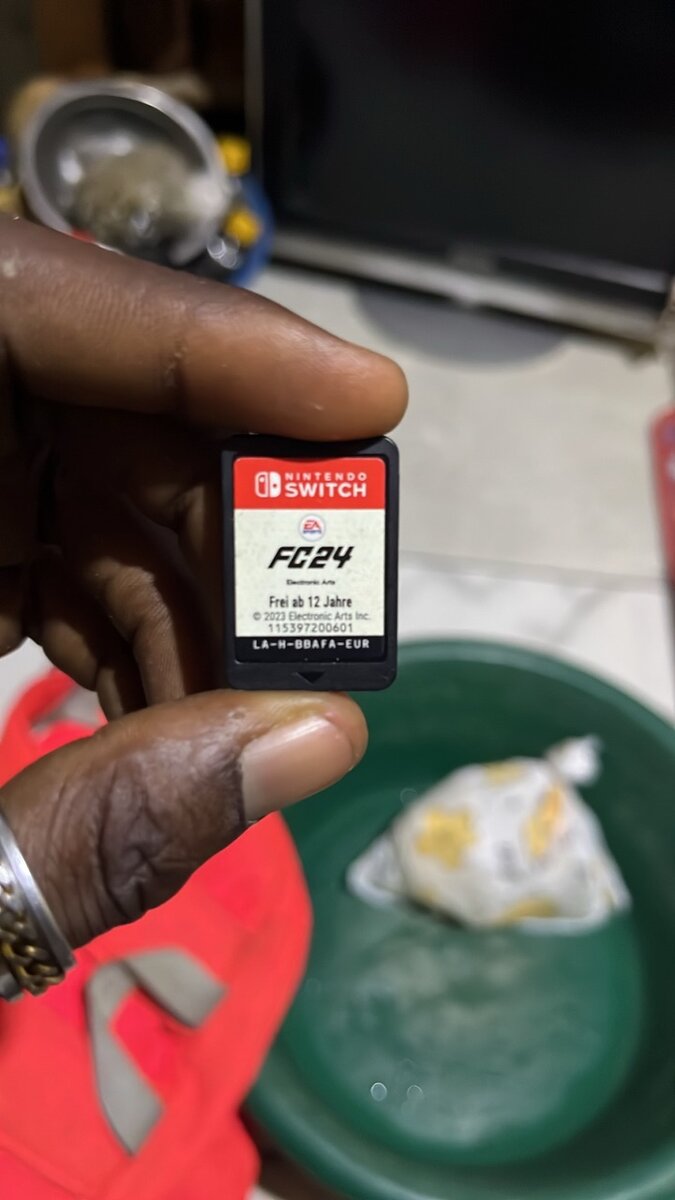 NINTENDO
SWITCH
EA
SPORTS
FC24
Electronic Arts
Frei ab 12 Jahre
© 2023 Electronic Arts Inc.
115397200601
LA-H-BBAFA-EUR